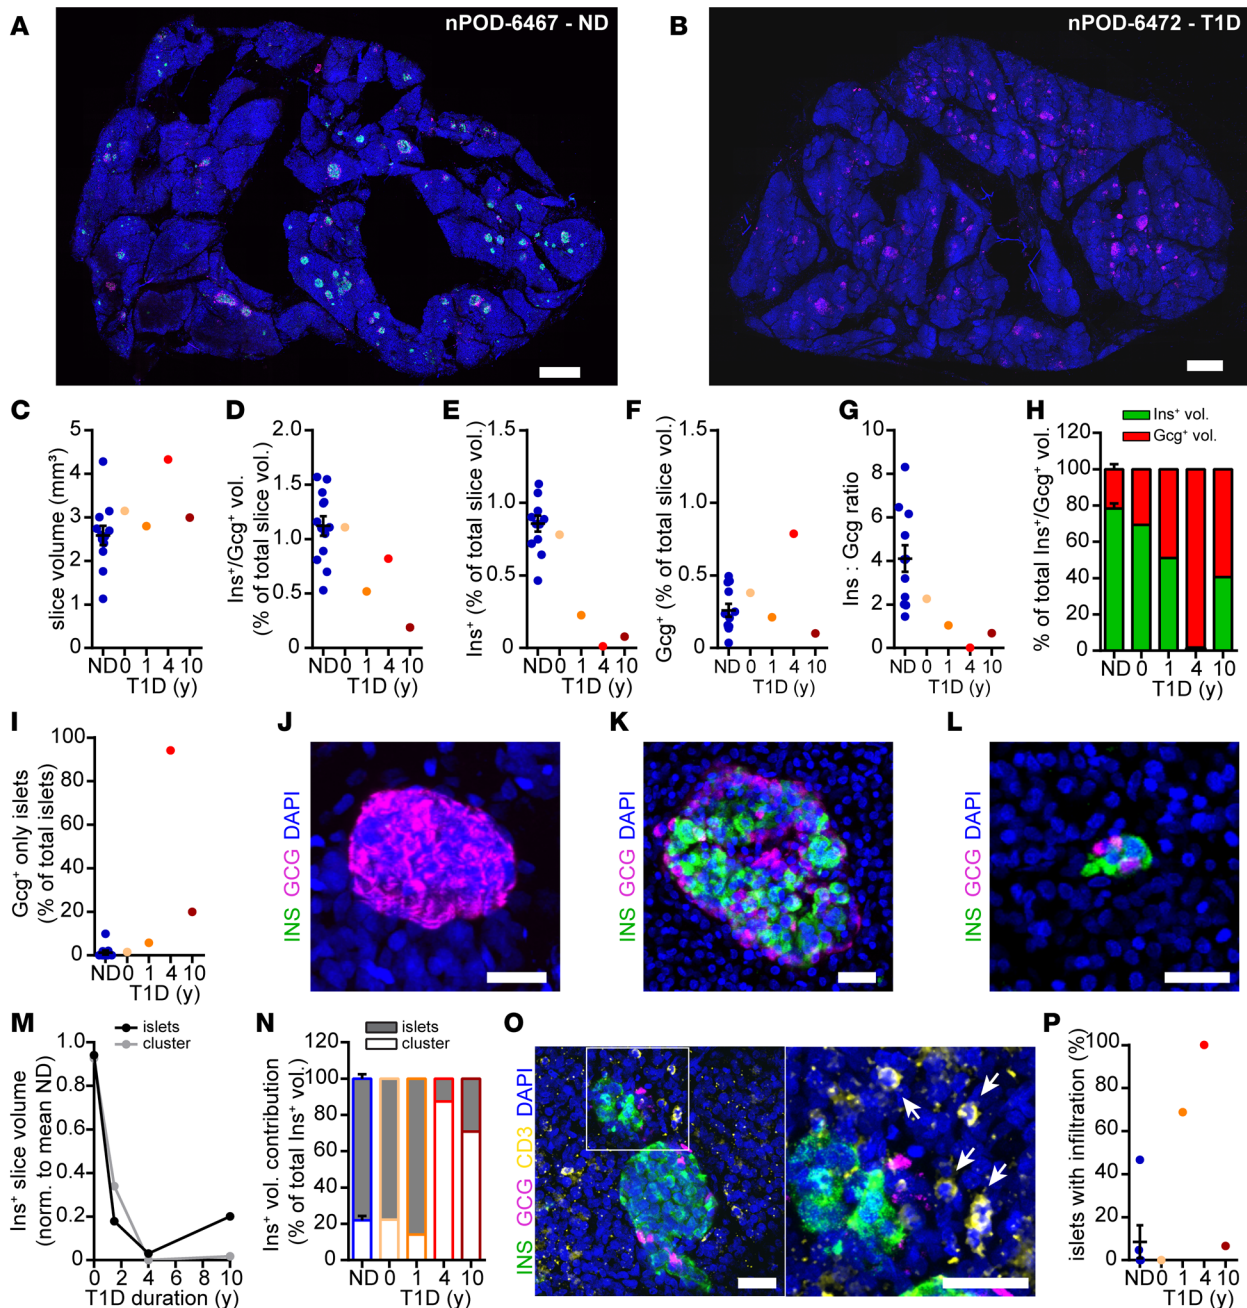 A
nPOD-6467 - ND
B
nPOD-6472 - T1D
C
slice volume (mm³)
5
4
3
2
1
0
ND 0 1 4 10
T1D (y)
D
Ins⁺/Gcg⁺ vol.
(% of total slice vol.)
2.0
1.5
1.0
0.5
0
ND 0 1 4 10
T1D (y)
E
Ins⁺ (% of total slice vol.)
1.5
1.0
0.5
0
ND 0 1 4 10
T1D (y)
F
Gcg⁺ (% of total slice vol.)
1.5
1.0
0.5
0
ND 0 1 4 10
T1D (y)
G
Ins : Gcg ratio
10
8
6
4
2
0
ND 0 1 4 10
T1D (y)
H
Ins⁺ vol.
Gcg⁺ vol.
% of total Ins⁺/Gcg⁺ vol.
120
100
80
60
40
20
0
ND 0 1 4 10
T1D (y)
I
Gcg⁺ only islets
(% of total islets)
100
80
60
40
20
0
ND 0 1 4 10
T1D (y)
J
INS GCG DAPI
K
INS GCG DAPI
L
INS GCG DAPI
M
islets
cluster
Ins⁺ slice volume
(norm. to mean ND)
1.0
0.8
0.6
0.4
0.2
0
0 2 4 6 8 10
T1D duration (y)
N
islets
cluster
Ins⁺ vol. contribution
(% of total Ins⁺ vol.)
120
100
80
60
40
20
0
ND 0 1 4 10
T1D (y)
O
INS GCG CD3 DAPI
P
islets with infiltration (%)
100
80
60
40
20
0
ND 0 1 4 10
T1D (y)